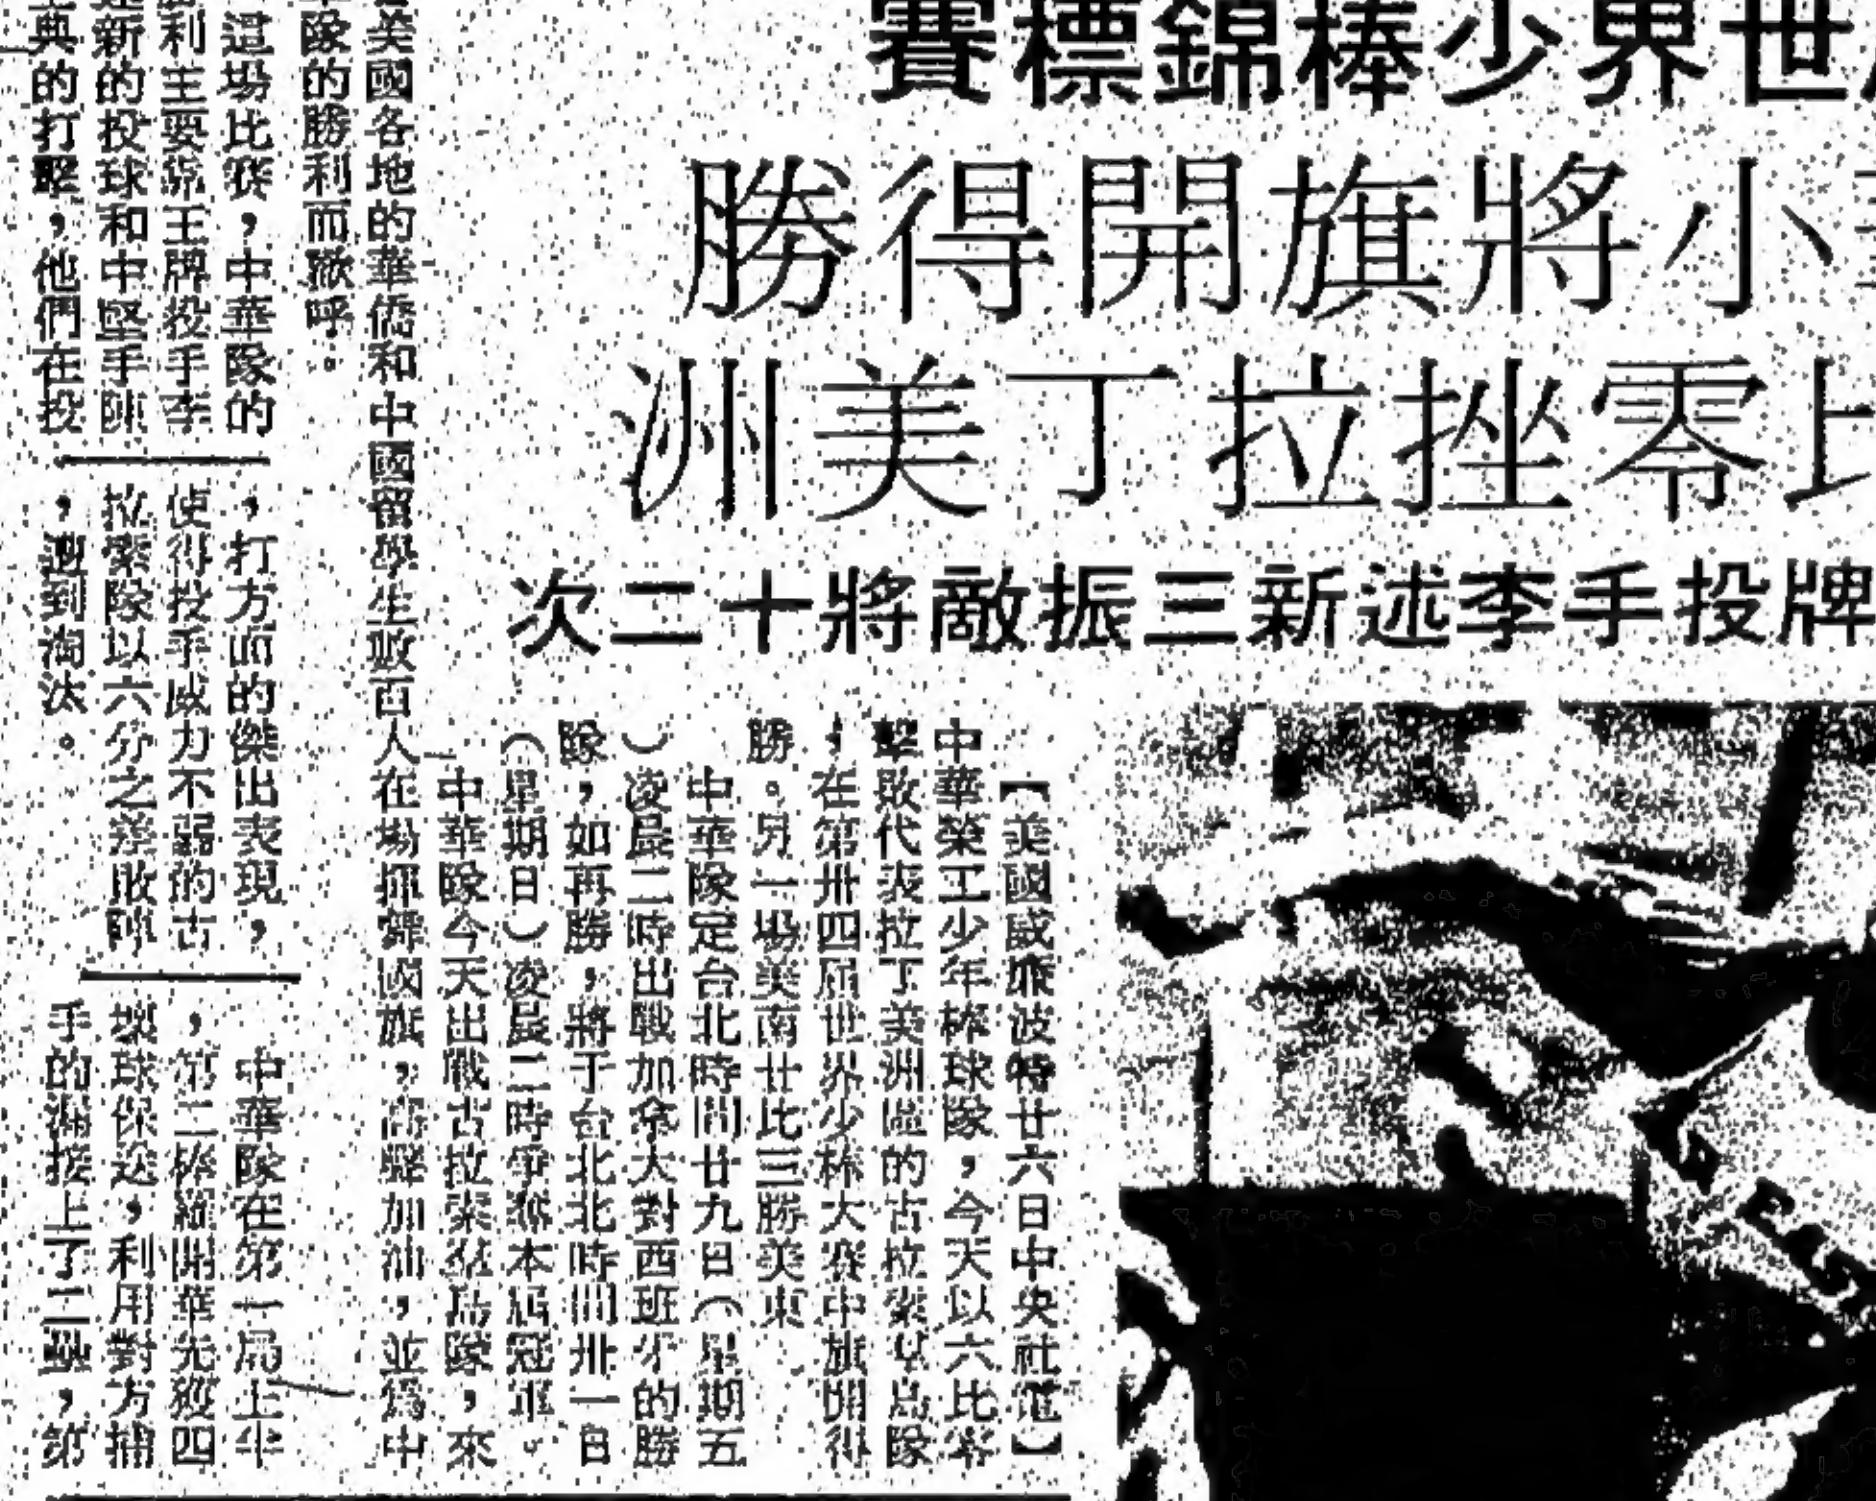 世界少棒錦標賽
小將旗開得勝
比零挫拉丁美洲
牌投手李述新三振敵將十二次
【美國威廉波特廿六日中央社電】
中華榮工少年棒球隊，今天以六比零
擊敗代表拉丁美洲區的古拉索羣島隊
，在第卅四屆世界少棒大賽中旗開得
勝。另一場美南廿比三勝美東
中華隊定台北時間廿九日（星期五
）凌晨二時出戰加拿大對西班牙的勝
隊，如再勝，將于台北北時間卅一日
（星期日）凌晨二時爭奪本屆冠軍。
中華隊今天出戰古拉索羣島隊，來
美國各地的華僑和中國留學生數百人在場揮舞國旗，高聲加油，並為中
隊的勝利而歡呼。
這場比賽，中華隊的
利主要靠王牌投手李
新的投球和中堅手陳
典的打擊，他們在投
，打方面的傑出表現，
使得投手威力不弱的古
拉索隊以六分之差敗陣
，遭到淘汰。
中華隊在第一局上半
，第二棒羅開華先獲四
壞球保送，利用對方捕
手的漏接上了二壘，第